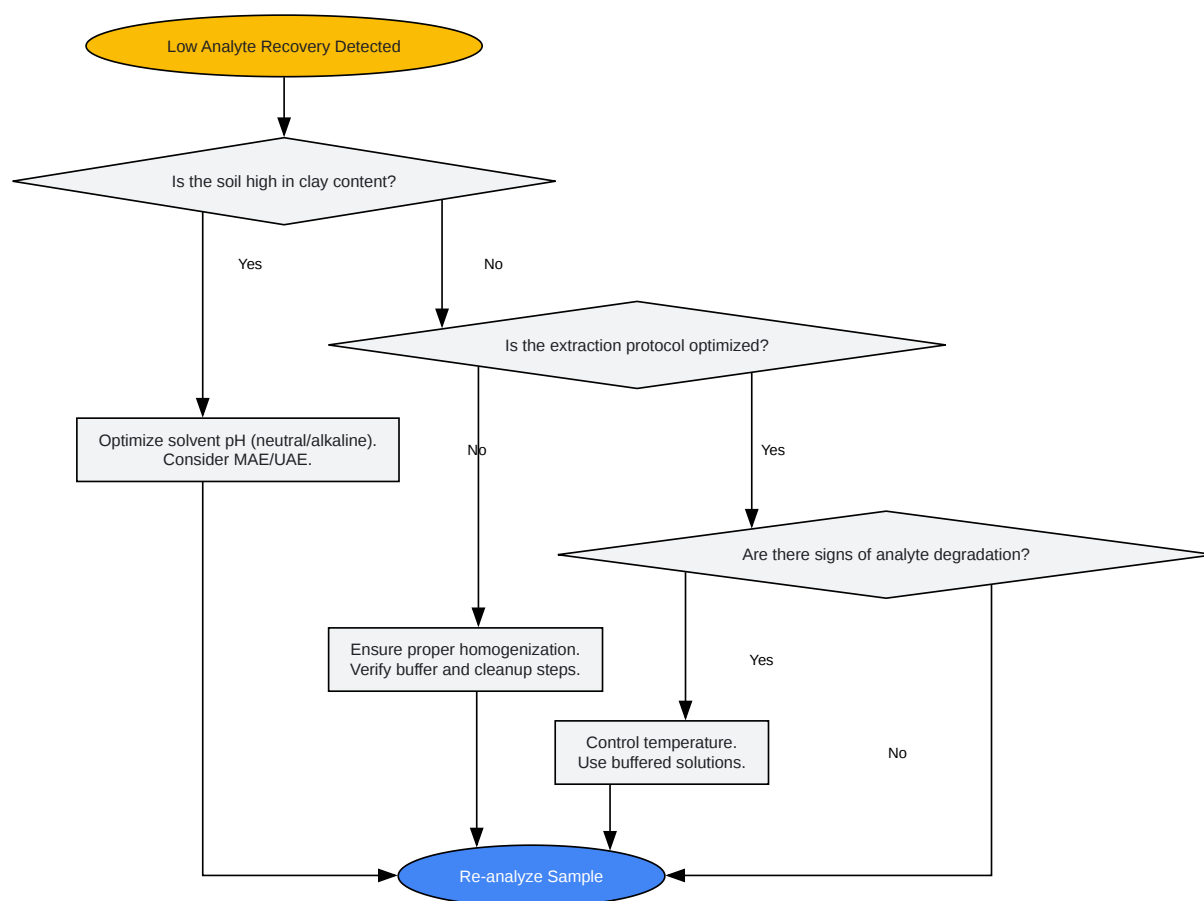 Low Analyte Recovery Detected
Is the soil high in clay content?
Yes
No
Is the extraction protocol optimized?
Optimize solvent pH (neutral/alkaline).
Consider MAE/UAE.
No
Yes
Are there signs of analyte degradation?
Ensure proper homogenization.
Verify buffer and cleanup steps.
Yes
Control temperature.
Use buffered solutions.
No
Re-analyze Sample